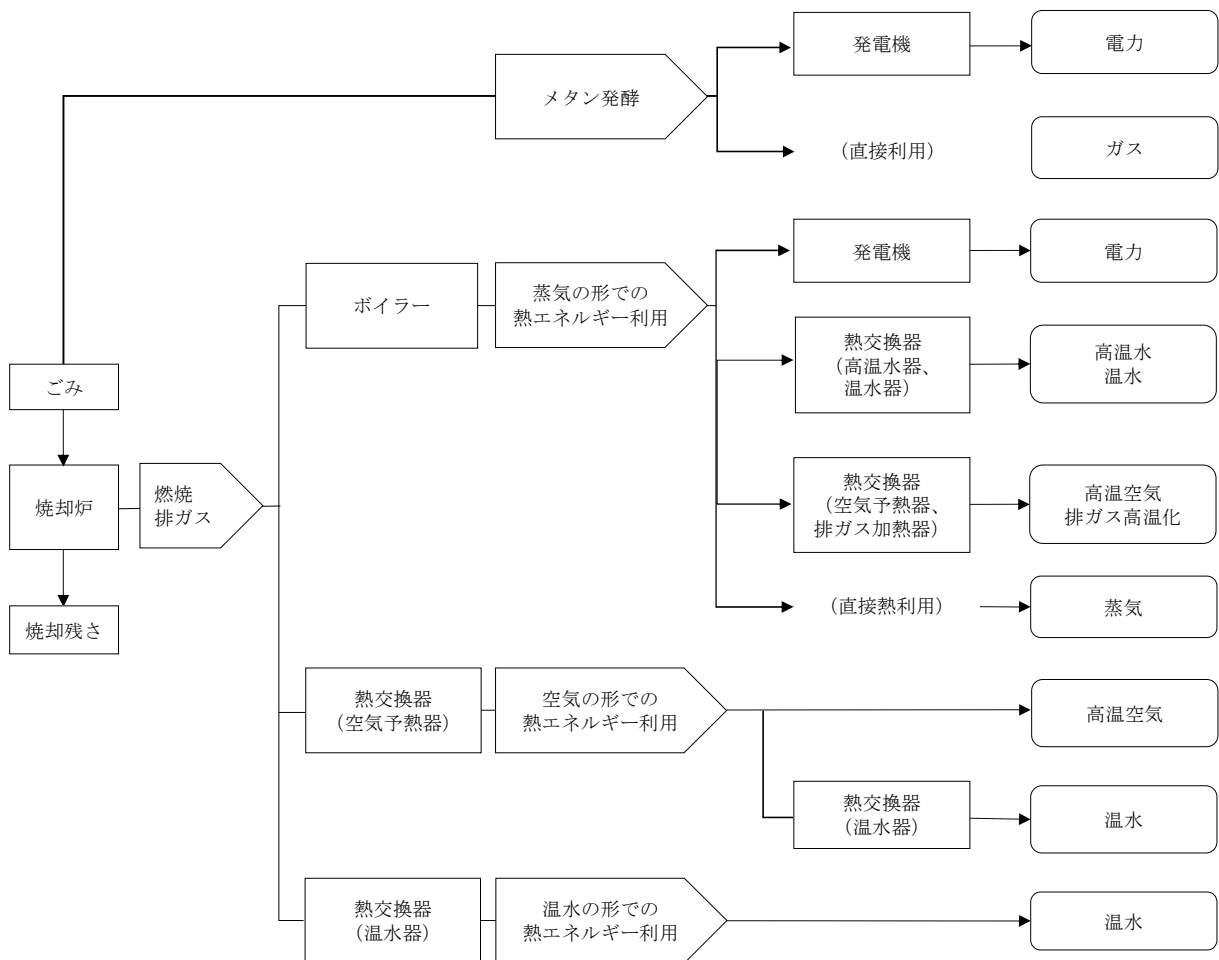 発電機
電力
メタン発酵
(直接利用)
ガス
発電機
電力
ボイラー
蒸気の形での
熱エネルギー利用
熱交換器
(高温水器、
温水器)
高温水
温水
ごみ
焼却炉
燃焼
排ガス
熱交換器
(空気予熱器、
排ガス加熱器)
高温空気
排ガス高温化
焼却残さ
(直接熱利用)
蒸気
熱交換器
(空気予熱器)
空気の形での
熱エネルギー利用
高温空気
熱交換器
(温水器)
温水
熱交換器
(温水器)
温水の形での
熱エネルギー利用
温水